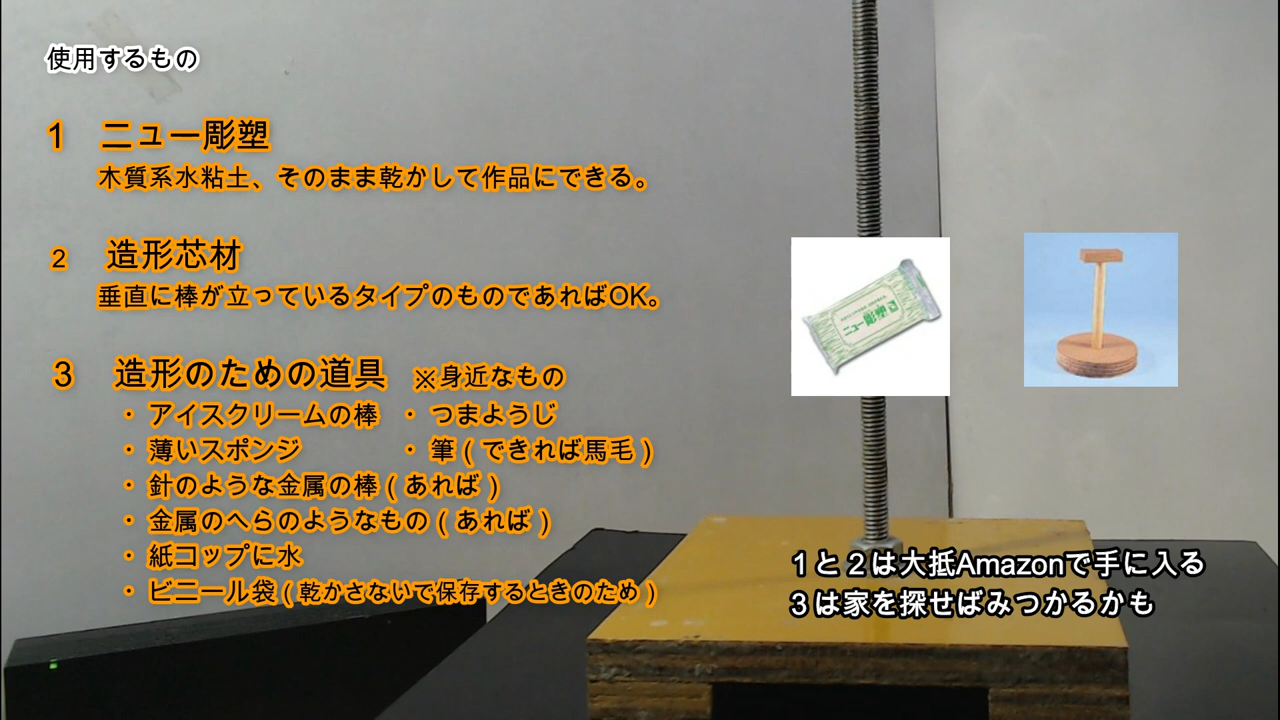 使用するもの
1 ニュー彫塑
木質系水粘土、そのまま乾かして作品にできる。
2 造形芯材
垂直に棒が立っているタイプのものであればOK。
3 造形のための道具 ※身近なもの
・ アイスクリームの棒 ・ つまようじ
・ 薄いスポンジ ・ 筆 ( できれば馬毛 )
・ 針のような金属の棒 ( あれば )
・ 金属のへらのようなもの ( あれば )
・ 紙コップに水
・ ビニール袋 ( 乾かさないで保存するときのため )
ニュー彫塑
1と2は大抵Amazonで手に入る
3は家を探せばみつかるかも